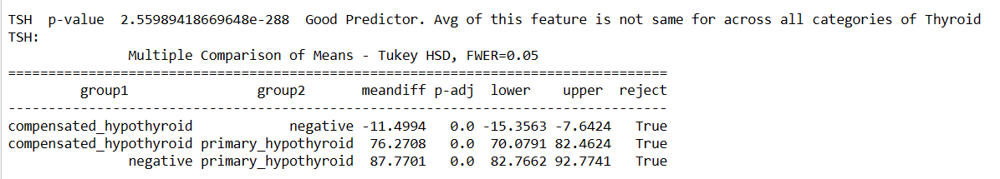 TSH  p-value  2.55989418669648e-288  Good Predictor. Avg of this feature is not same for across all categories of Thyroid
TSH:
               Multiple Comparison of Means - Tukey HSD, FWER=0.05
==================================================================================
         group1                group2       meandiff p-adj  lower    upper  reject
----------------------------------------------------------------------------------
compensated_hypothyroid            negative -11.4994   0.0 -15.3563 -7.6424   True
compensated_hypothyroid primary_hypothyroid  76.2708   0.0  70.0791 82.4624   True
               negative primary_hypothyroid  87.7701   0.0  82.7662 92.7741   True